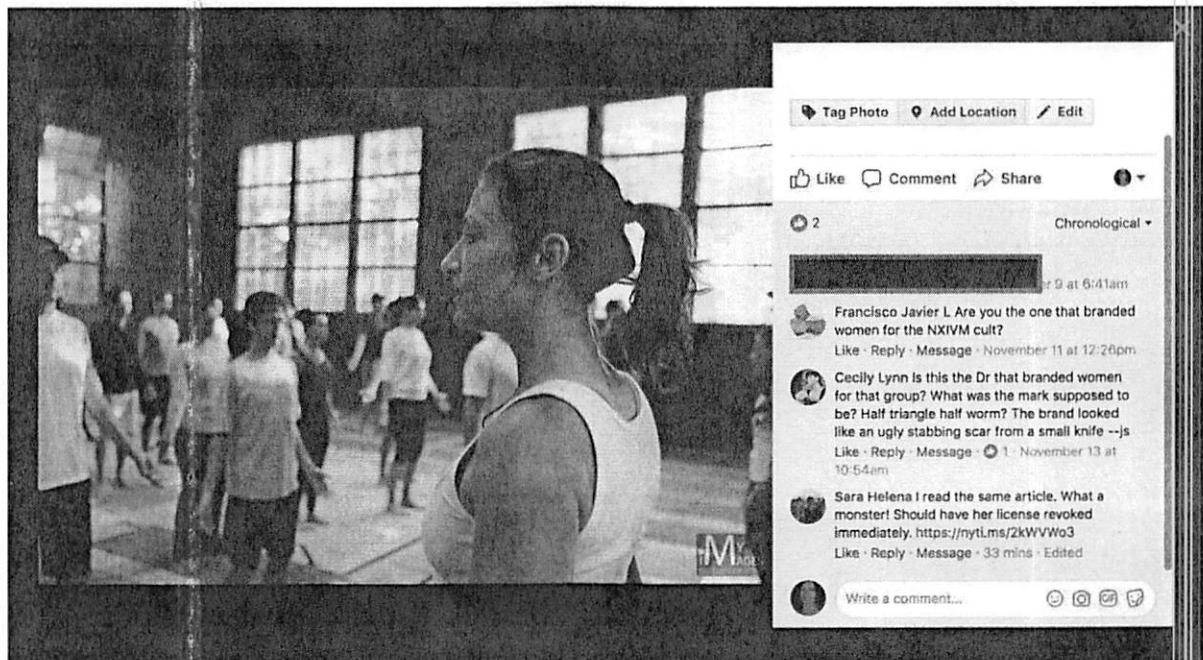 Tag Photo Add Location Edit
Like Comment Share
2 Chronological
9 at 6:41am
Francisco Javier L Are you the one that branded
women for the NXIVM cult?
Like · Reply · Message · November 11 at 12:26pm
Cecily Lynn Is this the Dr that branded women
for that group? What was the mark supposed to
be? Half triangle half worm? The brand looked
like an ugly stabbing scar from a small knife --js
Like · Reply · Message · 1 · November 13 at
10:54am
Sara Helena I read the same article. What a
monster! Should have her license revoked
immediately. https://nyti.ms/2kWVWo3
Like · Reply · Message · 33 mins · Edited
Write a comment...
GIF